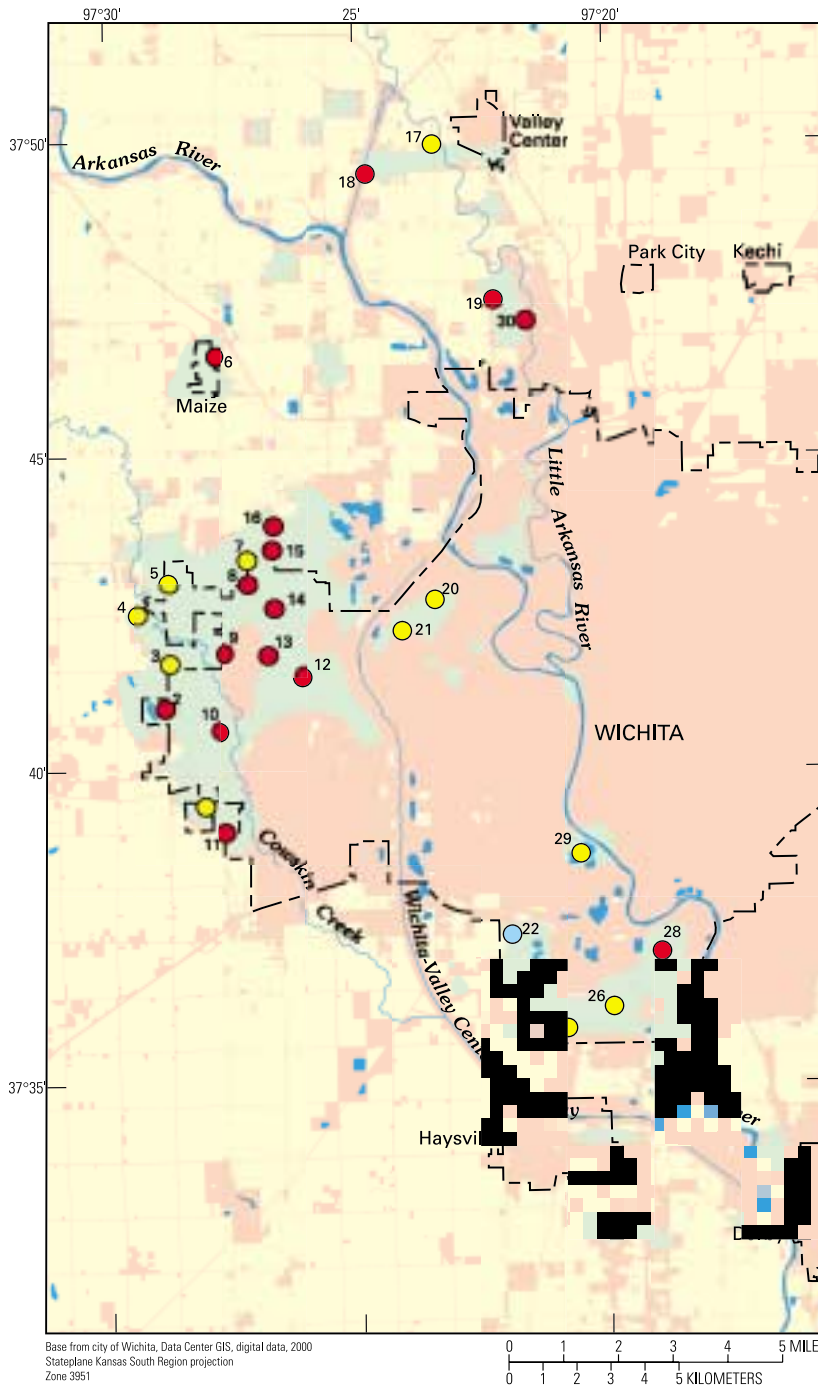 97°30'
25'
97°20'
37°50'
17
Valley
Center
Arkansas River
18
Park City
Kechi
19
30
6
Maize
45'
Little Arkansas River
16
15
7
5
8
14
20
4
21
9
13
3
12
2
10
WICHITA
40'
11
29
Cowskin Creek
Wichita-Valley
22
28
26
37°35'
Base from city of Wichita, Data Center GIS, digital data, 2000
Stateplane Kansas South Region projection
Zone 3951
0 1 2 3 4 5
0 1 2 3 4 5 KILOMETERS